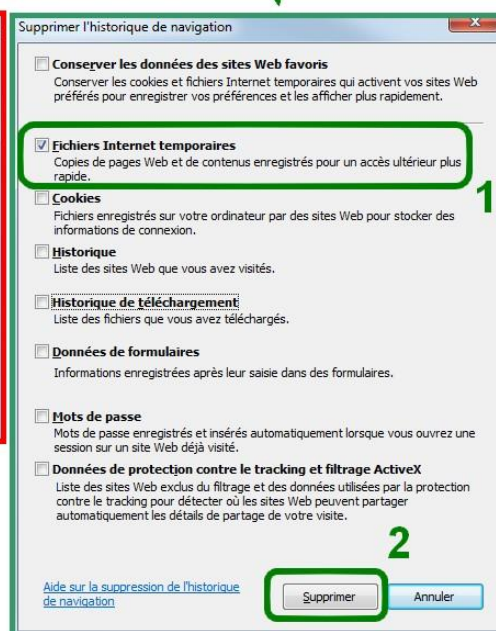 Supprimer l'historique de navigation
Conserver les données des sites Web favoris
Conserver les cookies et fichiers Internet temporaires qui activent vos sites Web
préférés pour enregistrer vos préférences et les afficher plus rapidement.
Fichiers Internet temporaires
Copies de pages Web et de contenus enregistrés pour un accès ultérieur plus
rapide.
1
Cookies
Fichiers enregistrés sur votre ordinateur par des sites Web pour stocker des
informations de connexion.
Historique
Liste des sites Web que vous avez visités.
Historique de téléchargement
Liste des fichiers que vous avez téléchargés.
Données de formulaires
Informations enregistrées après leur saisie dans des formulaires.
Mots de passe
Mots de passe enregistrés et insérés automatiquement lorsque vous ouvrez une
session sur un site Web déjà visité.
Données de protection contre le tracking et filtrage ActiveX
Liste des sites Web exclus du filtrage et des données utilisées par la protection
contre le tracking pour détecter où les sites Web peuvent partager
automatiquement les détails de partage de votre visite.
2
Aide sur la suppression de l'historique
de navigation
Supprimer
Annuler